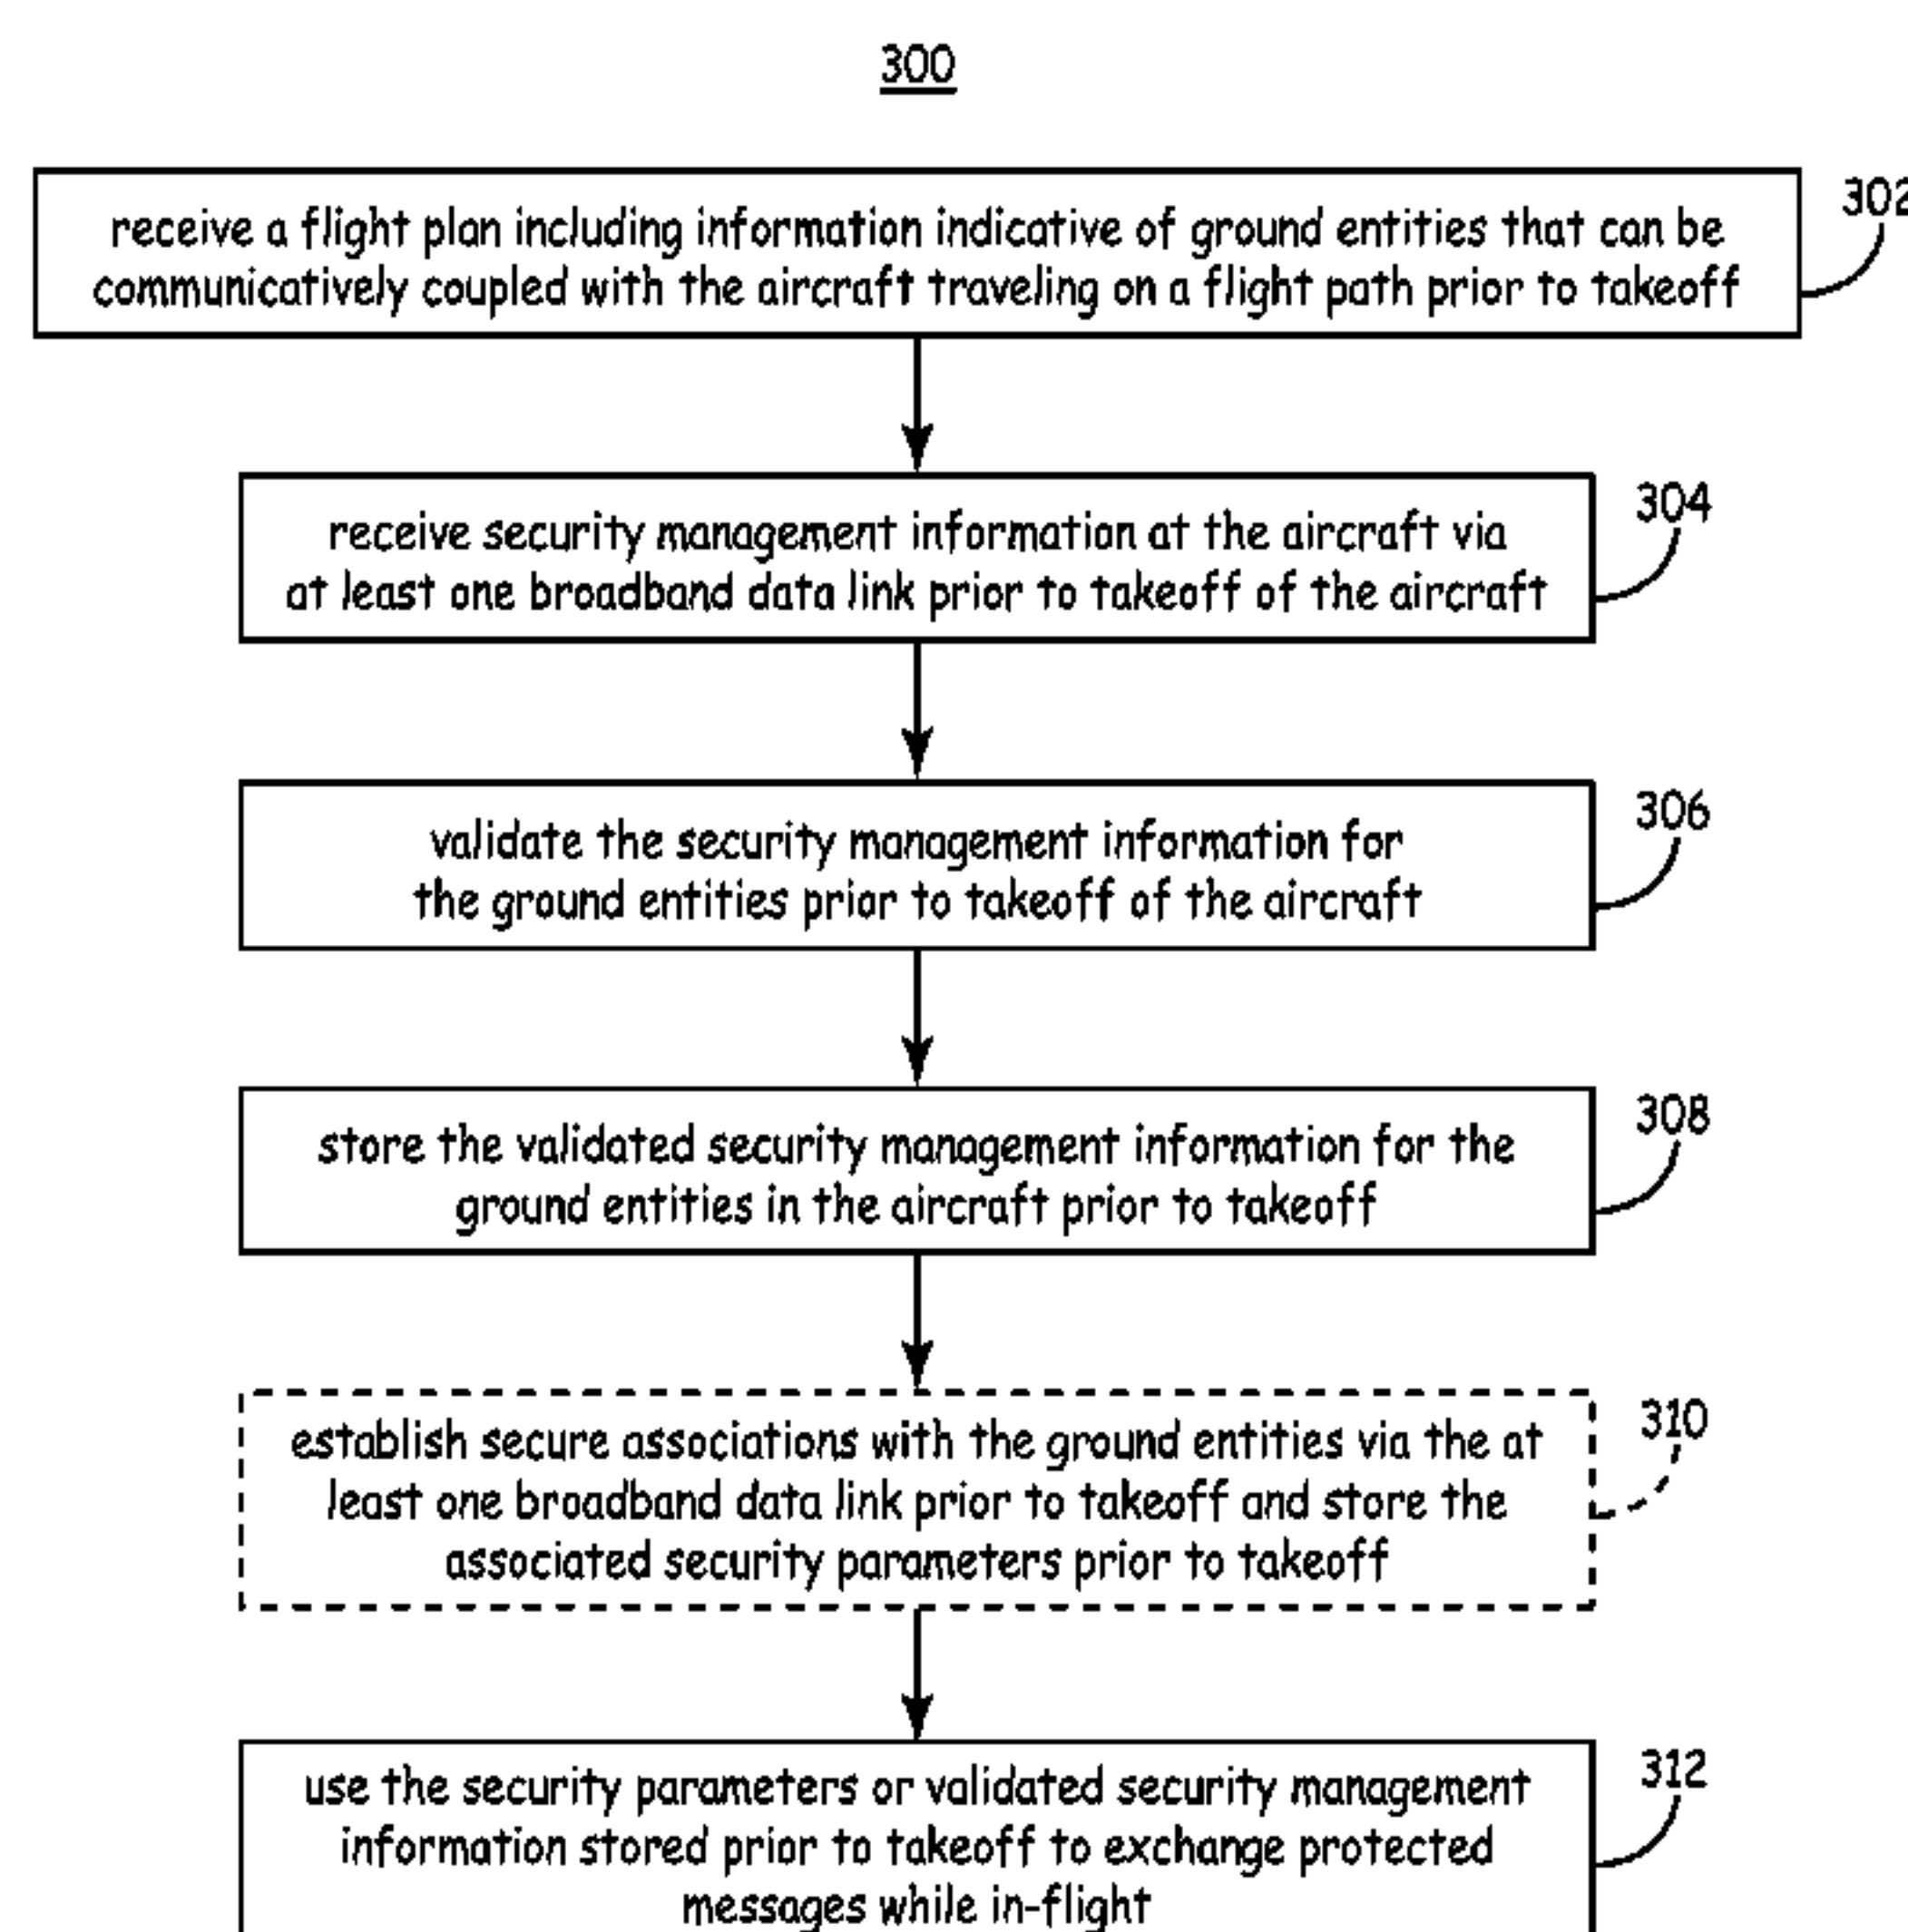 300
302
receive a flight plan including information indicative of ground entities that can be
communicatively coupled with the aircraft traveling on a flight path prior to takeoff
304
receive security management information at the aircraft via
at least one broadband data link prior to takeoff of the aircraft
306
validate the security management information for
the ground entities prior to takeoff of the aircraft
308
store the validated security management information for the
ground entities in the aircraft prior to takeoff
310
establish secure associations with the ground entities via the at
least one broadband data link prior to takeoff and store the
associated security parameters prior to takeoff
312
use the security parameters or validated security management
information stored prior to takeoff to exchange protected
messages while in-flight